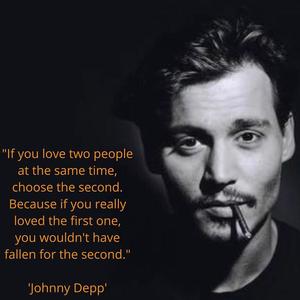 "If you love two people
at the same time,
choose the second.
Because if you really
loved the first one,
you wouldn't have
fallen for the second."
'Johnny Depp'